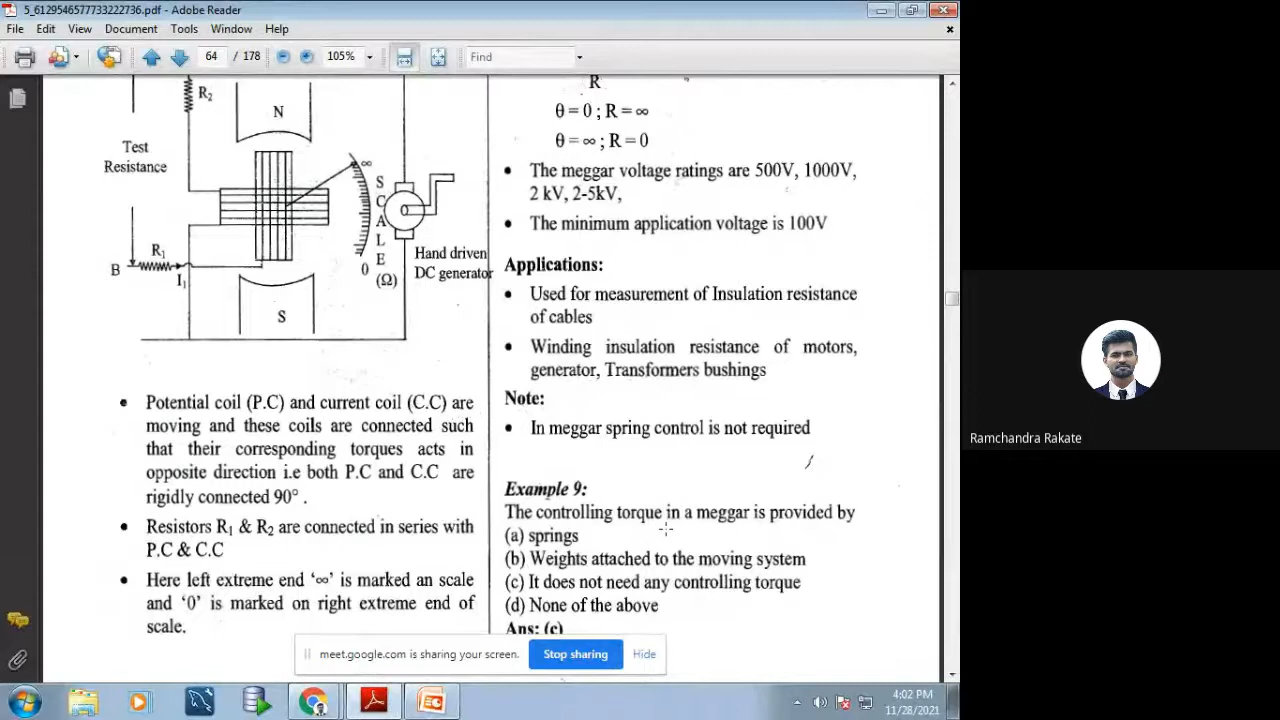 5_6129546577733222736.pdf - Adobe Reader
File Edit View Document Tools Window Help
64 / 178 105% Find
R2
N
Test
Resistance
∞
S
C
A
L
E
(Ω)
0
R1
B
I1
S
Hand driven
DC generator
• Potential coil (P.C) and current coil (C.C) are
moving and these coils are connected such
that their corresponding torques acts in
opposite direction i.e both P.C and C.C are
rigidly connected 90°.
• Resistors R1 & R2 are connected in series with
P.C & C.C
• Here left extreme end ‘∞’ is marked an scale
and ‘0’ is marked on right extreme end of
scale.
R
θ = 0 ; R = ∞
θ = ∞ ; R = 0
• The meggar voltage ratings are 500V, 1000V,
2 kV, 2-5kV,
• The minimum application voltage is 100V
Applications:
• Used for measurement of Insulation resistance
of cables
• Winding insulation resistance of motors,
generator, Transformers bushings
Note:
• In meggar spring control is not required
Example 9:
The controlling torque in a meggar is provided by
(a) springs
(b) Weights attached to the moving system
(c) It does not need any controlling torque
(d) None of the above
Ans: (c)
meet.google.com is sharing your screen. Stop sharing Hide
Ramchandra Rakate
4:02 PM
11/28/2021